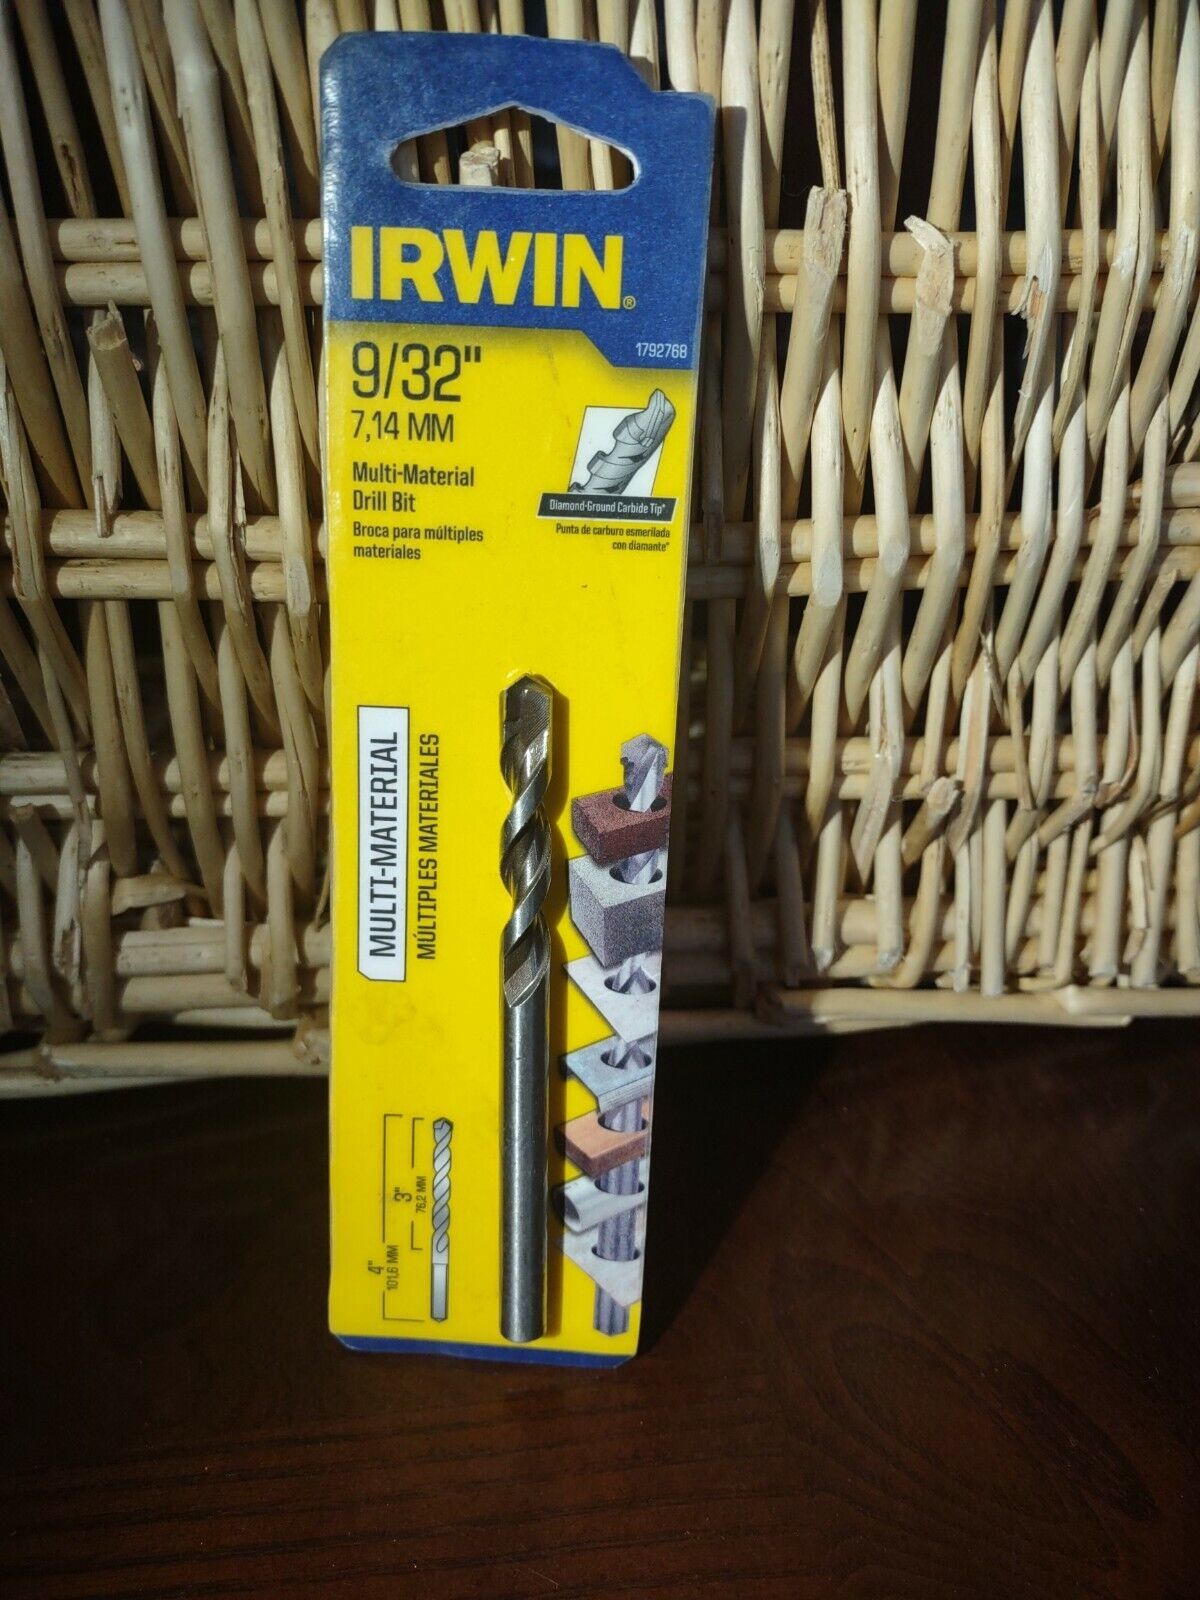 IRWIN®
1792768
9/32"
7,14 MM
Multi-Material
Drill Bit
Broca para múltiples
materiales
Diamond-Ground Carbide Tip*
Punta de carburo esmerilada
con diamante*
MULTI-MATERIAL
MÚLTIPLES MATERIALES
3"
76,2 MM
4"
101,6 MM